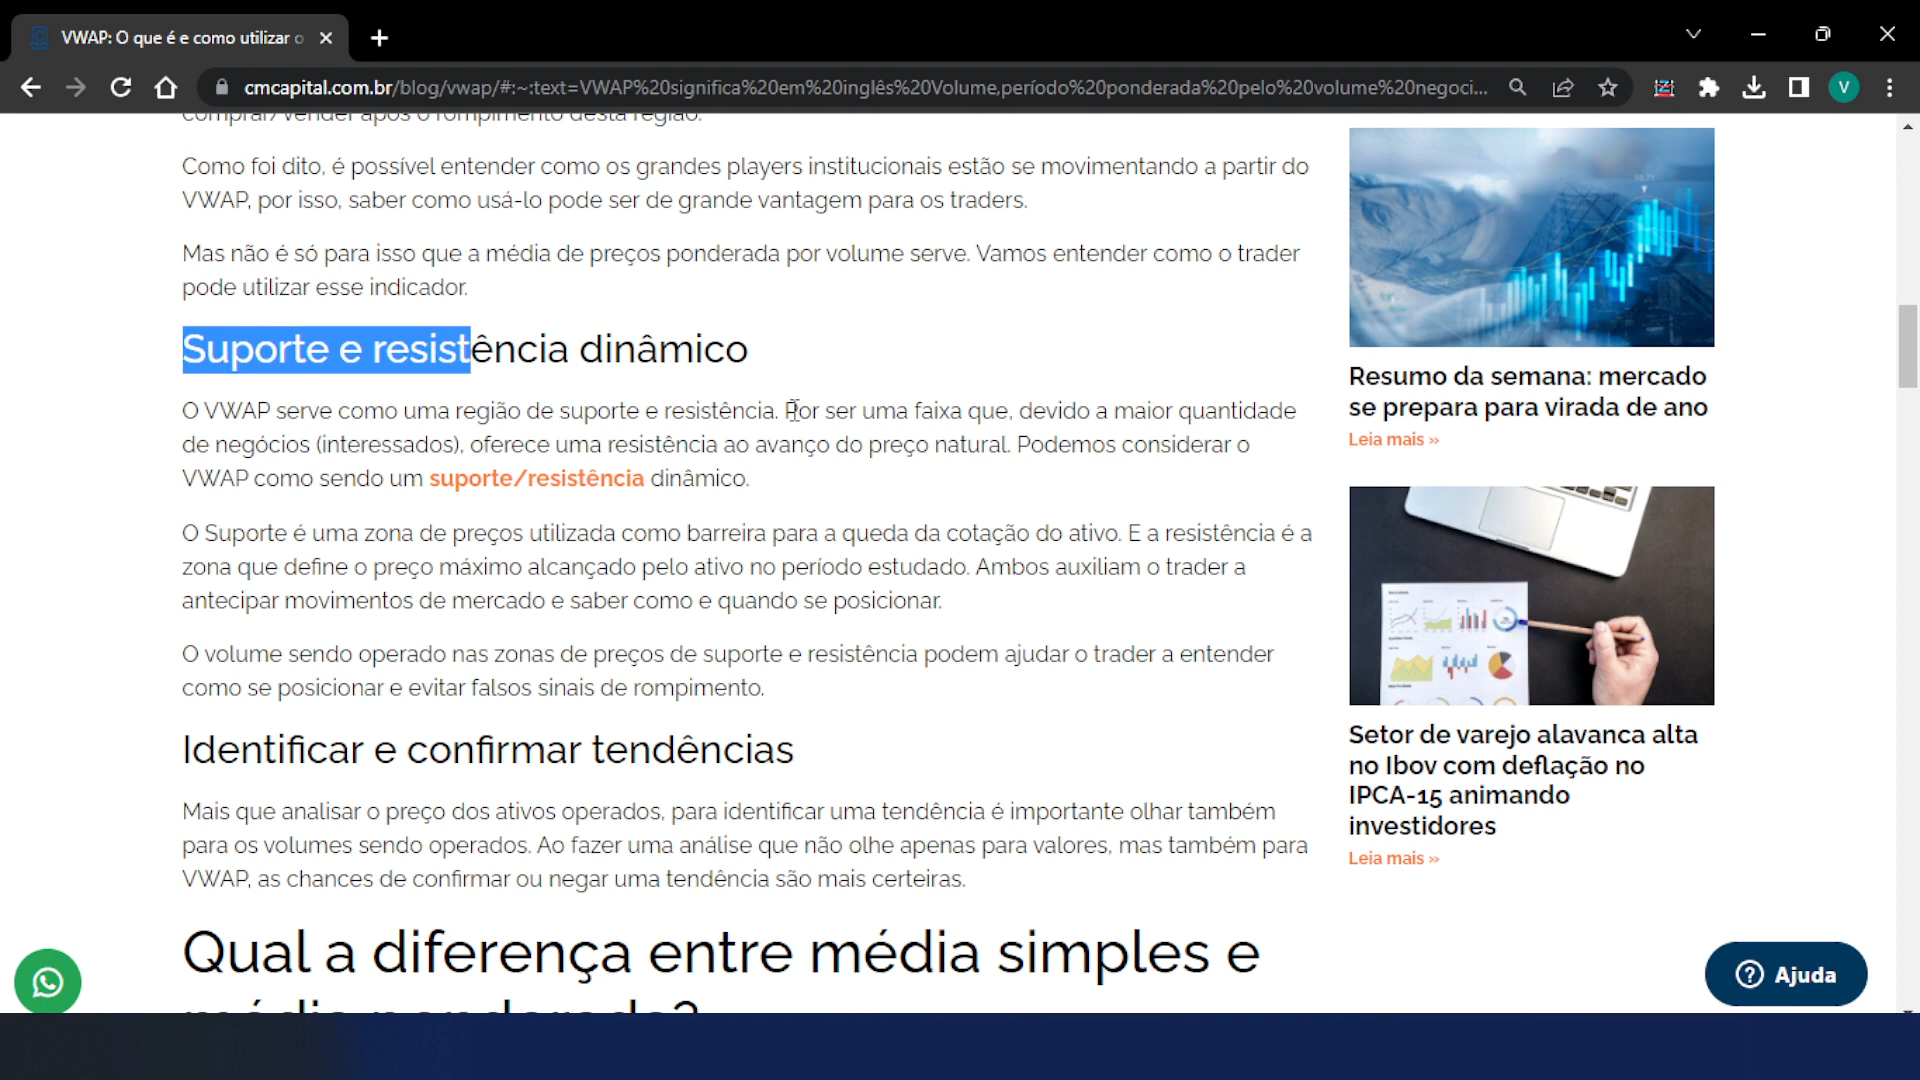 VWAP: O que é e como utilizar o
cmcapital.com.br/blog/vwap/#:~:text=VWAP%20significa%20em%20inglês%20Volume,período%20ponderada%20pelo%20volume%20negoci...
V
comprar/vender após o rompimento desta região.
Como foi dito, é possível entender como os grandes players institucionais estão se movimentando a partir do
VWAP, por isso, saber como usá-lo pode ser de grande vantagem para os traders.
Mas não é só para isso que a média de preços ponderada por volume serve. Vamos entender como o trader
pode utilizar esse indicador.
Suporte e resistência dinâmico
O VWAP serve como uma região de suporte e resistência. Por ser uma faixa que, devido a maior quantidade
de negócios (interessados), oferece uma resistência ao avanço do preço natural. Podemos considerar o
VWAP como sendo um suporte/resistência dinâmico.
O Suporte é uma zona de preços utilizada como barreira para a queda da cotação do ativo. E a resistência é a
zona que define o preço máximo alcançado pelo ativo no período estudado. Ambos auxiliam o trader a
antecipar movimentos de mercado e saber como e quando se posicionar.
O volume sendo operado nas zonas de preços de suporte e resistência podem ajudar o trader a entender
como se posicionar e evitar falsos sinais de rompimento.
Identificar e confirmar tendências
Mais que analisar o preço dos ativos operados, para identificar uma tendência é importante olhar também
para os volumes sendo operados. Ao fazer uma análise que não olhe apenas para valores, mas também para
VWAP, as chances de confirmar ou negar uma tendência são mais certeiras.
Qual a diferença entre média simples e
média ponderada?
Resumo da semana: mercado
se prepara para virada de ano
Leia mais »
Setor de varejo alavanca alta
no Ibov com deflação no
IPCA-15 animando
investidores
Leia mais »
Ajuda